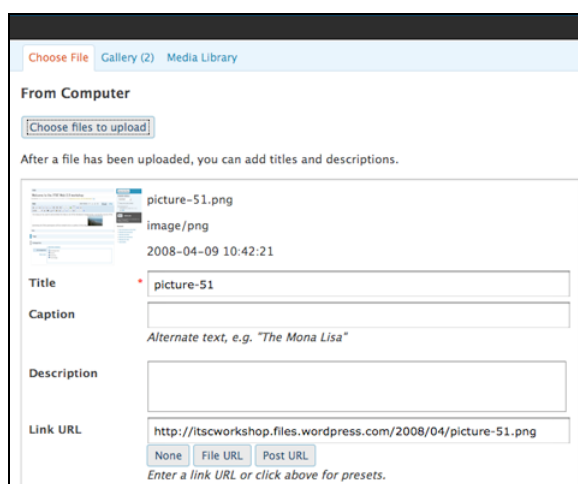 Choose File Gallery (2) Media Library
From Computer
Choose files to upload
After a file has been uploaded, you can add titles and descriptions.
picture-51.png
image/png
2008-04-09 10:42:21
Title * picture-51
Caption
Alternate text, e.g. "The Mona Lisa"
Description
Link URL http://itscworkshop.files.wordpress.com/2008/04/picture-51.png
None File URL Post URL
Enter a link URL or click above for presets.